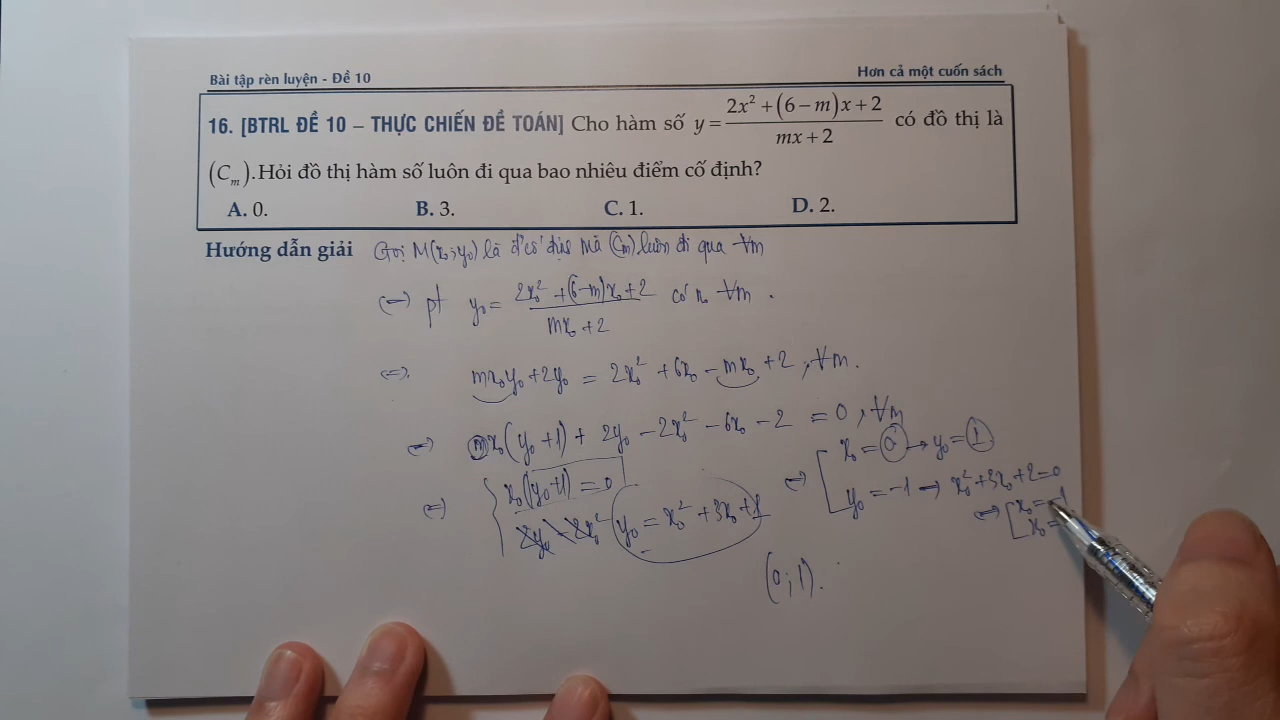 Bài tập rèn luyện - Đề 10
Hơn cả một cuốn sách
16. [BTRL ĐỀ 10 – THỰC CHIẾN ĐỀ TOÁN] Cho hàm số y = (2x² + (6 − m)x + 2)/(mx + 2) có đồ thị là
(Cₘ). Hỏi đồ thị hàm số luôn đi qua bao nhiêu điểm cố định?
A. 0. B. 3. C. 1. D. 2.
Hướng dẫn giải Gọi M(x₀; y₀) là đ' cố định mà (Cm) luôn đi qua ∀m
⇔ pt y₀ = (2x₀² + (6−m)x₀ + 2)/(mx₀ + 2) có n₀ ∀m.
⇔ mx₀y₀ + 2y₀ = 2x₀² + 6x₀ − mx₀ + 2, ∀m.
⇔ mx₀(y₀ + 1) + 2y₀ − 2x₀² − 6x₀ − 2 = 0, ∀m
⇔ { x₀(y₀+1) = 0
y₀ = x₀² + 3x₀ + 1
⇔ [ x₀ = 0 → y₀ = 1
y₀ = −1 → x₀² + 3x₀ + 2 = 0
⇔ [ x₀ = −1
x₀ =
(0; 1).